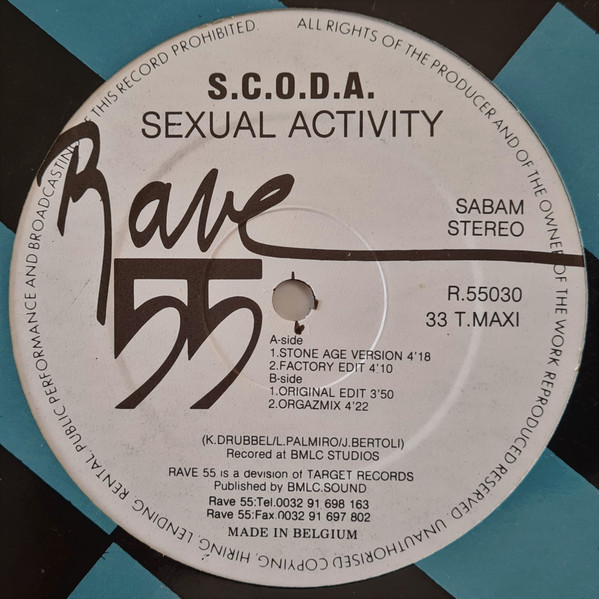 ALL RIGHTS OF THE PRODUCER AND OF THE OWNER OF THE WORK REPRODUCED RESERVED. UNAUTHORISED COPYING, HIRING, LENDING, RENTAL, PUBLIC PERFORMANCE AND BROADCASTING OF THIS RECORD PROHIBITED.
S.C.O.D.A.
SEXUAL ACTIVITY
Rave
55
SABAM
STEREO
R.55030
33 T.MAXI
A-side
1.STONE AGE VERSION 4'18
2.FACTORY EDIT 4'10
B-side
1.ORIGINAL EDIT 3'50
2.ORGAZMIX 4'22
(K.DRUBBEL/L.PALMIRO/J.BERTOLI)
Recored at BMLC STUDIOS
RAVE 55 is a devision of TARGET RECORDS
Published by BMLC.SOUND
Rave 55:Tel.0032 91 698 163
Rave 55:Fax.0032 91 697 802
MADE IN BELGIUM